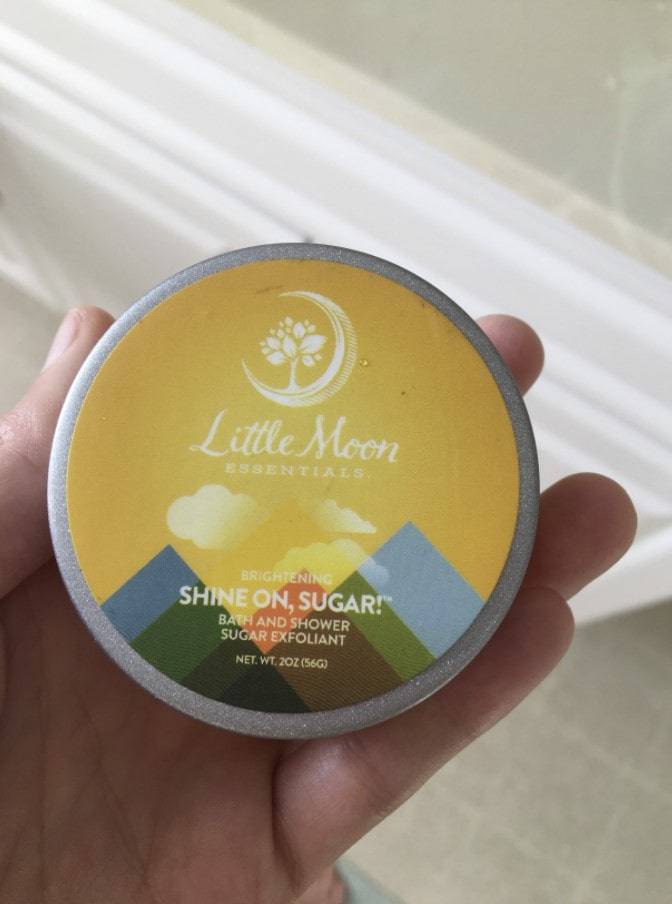 Little Moon
ESSENTIALS.
BRIGHTENING
SHINE ON, SUGAR!™
BATH AND SHOWER
SUGAR EXFOLIANT
NET. WT. 2OZ (56G)